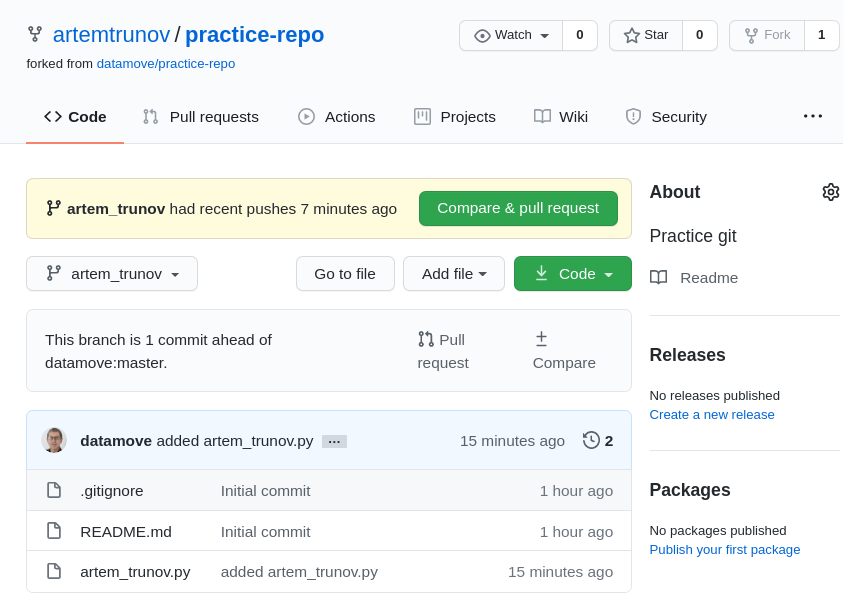 artemtrunov / practice-repo
Watch 0
Star 0
Fork 1
forked from datamove/practice-repo
Code
Pull requests
Actions
Projects
Wiki
Security
artem_trunov had recent pushes 7 minutes ago
Compare & pull request
artem_trunov
Go to file
Add file
Code
This branch is 1 commit ahead of
datamove:master.
Pull
request
Compare
datamove added artem_trunov.py ...
15 minutes ago
2
.gitignore Initial commit 1 hour ago
README.md Initial commit 1 hour ago
artem_trunov.py added artem_trunov.py 15 minutes ago
About
Practice git
Readme
Releases
No releases published
Create a new release
Packages
No packages published
Publish your first package